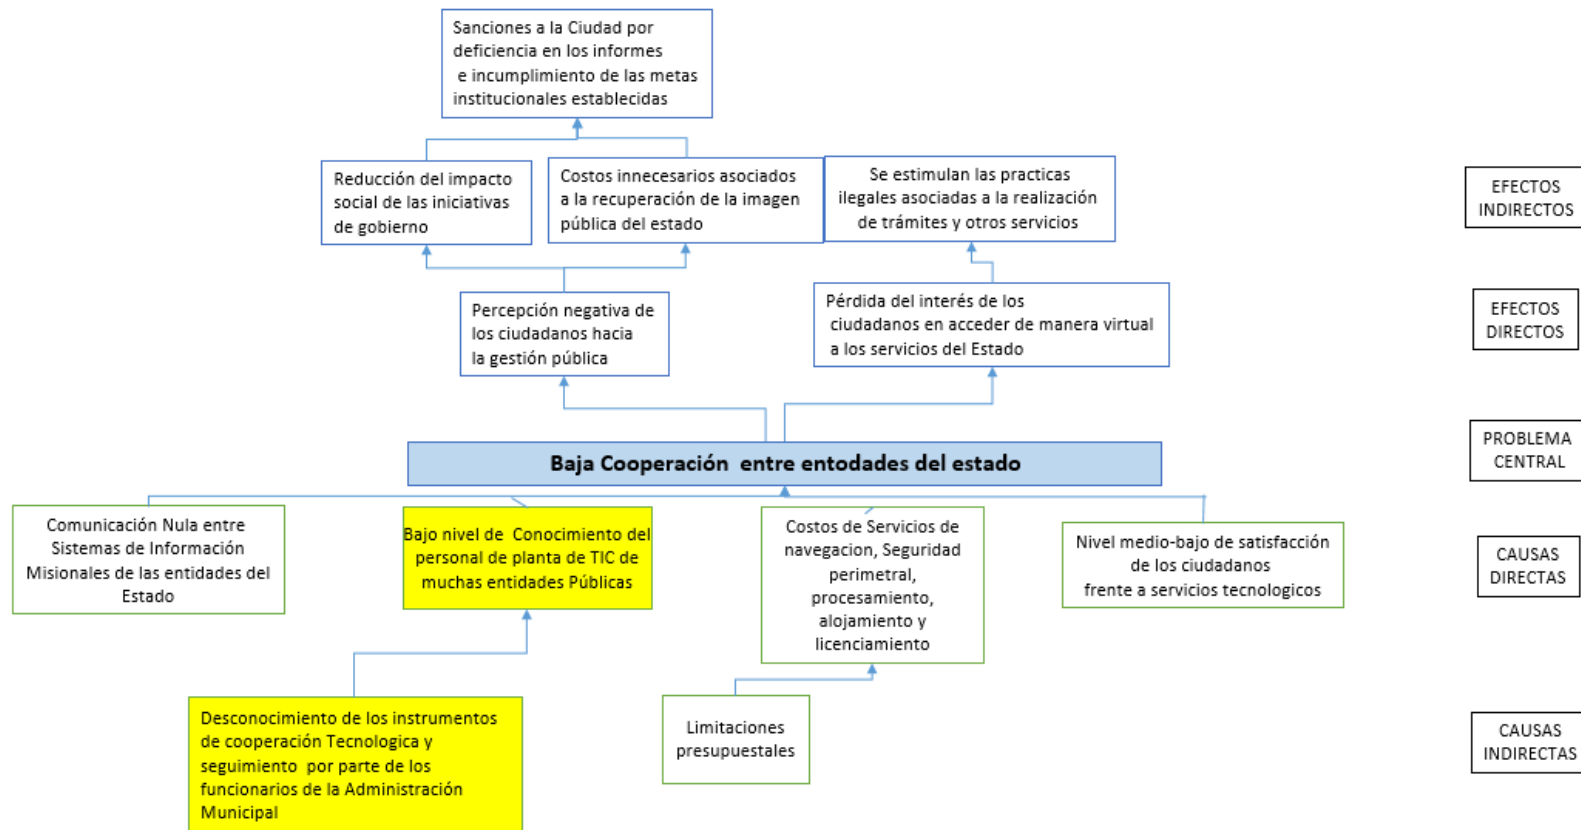 Sanciones a la Ciudad por
deficiencia en los informes
e incumplimiento de las metas
institucionales establecidas
Reducción del impacto
social de las iniciativas
de gobierno
Costos innecesarios asociados
a la recuperación de la imagen
pública del estado
Se estimulan las practicas
ilegales asociadas a la realización
de trámites y otros servicios
EFECTOS
INDIRECTOS
Percepción negativa de
los ciudadanos hacia
la gestión pública
Pérdida del interés de los
ciudadanos en acceder de manera virtual
a los servicios del Estado
EFECTOS
DIRECTOS
Baja Cooperación entre entodades del estado
PROBLEMA
CENTRAL
Comunicación Nula entre
Sistemas de Información
Misionales de las entidades del
Estado
Bajo nivel de Conocimiento del
personal de planta de TIC de
muchas entidades Públicas
Costos de Servicios de
navegacion, Seguridad
perimetral,
procesamiento,
alojamiento y
licenciamiento
Nivel medio-bajo de satisfacción
de los ciudadanos
frente a servicios tecnologicos
CAUSAS
DIRECTAS
Desconocimiento de los instrumentos
de cooperación Tecnologica y
seguimiento por parte de los
funcionarios de la Administración
Municipal
Limitaciones
presupuestales
CAUSAS
INDIRECTAS